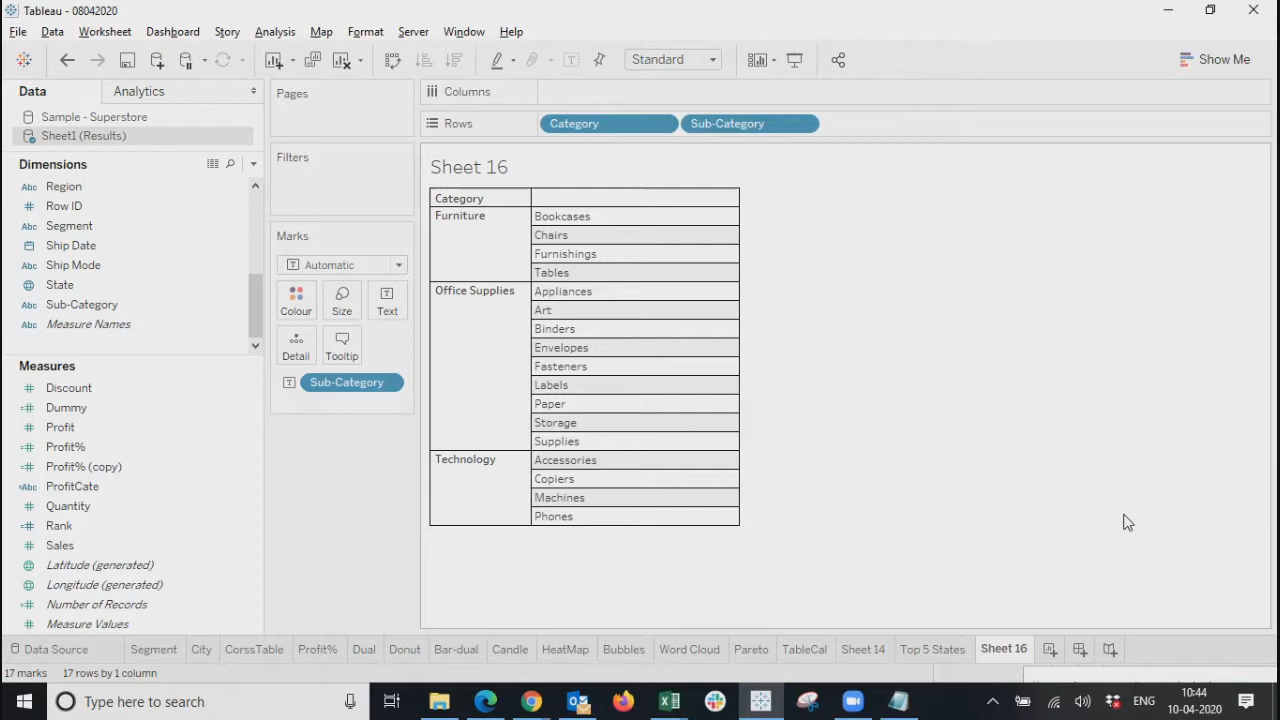 Tableau - 08042020
File Data Worksheet Dashboard Story Analysis Map Format Server Window Help
Standard
Show Me
Data Analytics
Sample - Superstore
Sheet1 (Results)
Dimensions
Abc Region
# Row ID
Abc Segment
Ship Date
Abc Ship Mode
State
Abc Sub-Category
Abc Measure Names
Measures
# Discount
=# Dummy
# Profit
=# Profit%
=# Profit% (copy)
=Abc ProfitCate
# Quantity
=# Rank
# Sales
Latitude (generated)
Longitude (generated)
=# Number of Records
# Measure Values
Pages
Filters
Marks
T Automatic
Colour Size Text
Detail Tooltip
T Sub-Category
Columns
Rows Category Sub-Category
Sheet 16
Category
Furniture Bookcases
Chairs
Furnishings
Tables
Office Supplies Appliances
Art
Binders
Envelopes
Fasteners
Labels
Paper
Storage
Supplies
Technology Accessories
Copiers
Machines
Phones
Data Source Segment City CorssTable Profit% Dual Donut Bar-dual Candle HeatMap Bubbles Word Cloud Pareto TableCal Sheet 14 Top 5 States Sheet 16
17 marks 17 rows by 1 column
Type here to search
ENG
10:44
10-04-2020